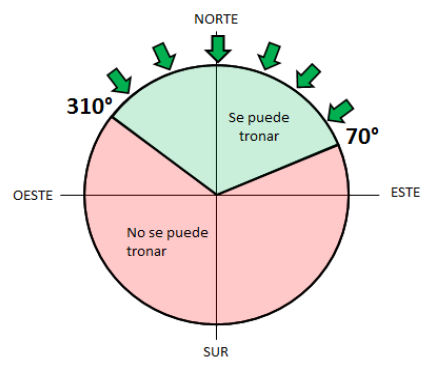 NORTE
310°
Se puede
tronar
70°
OESTE
ESTE
No se puede
tronar
SUR